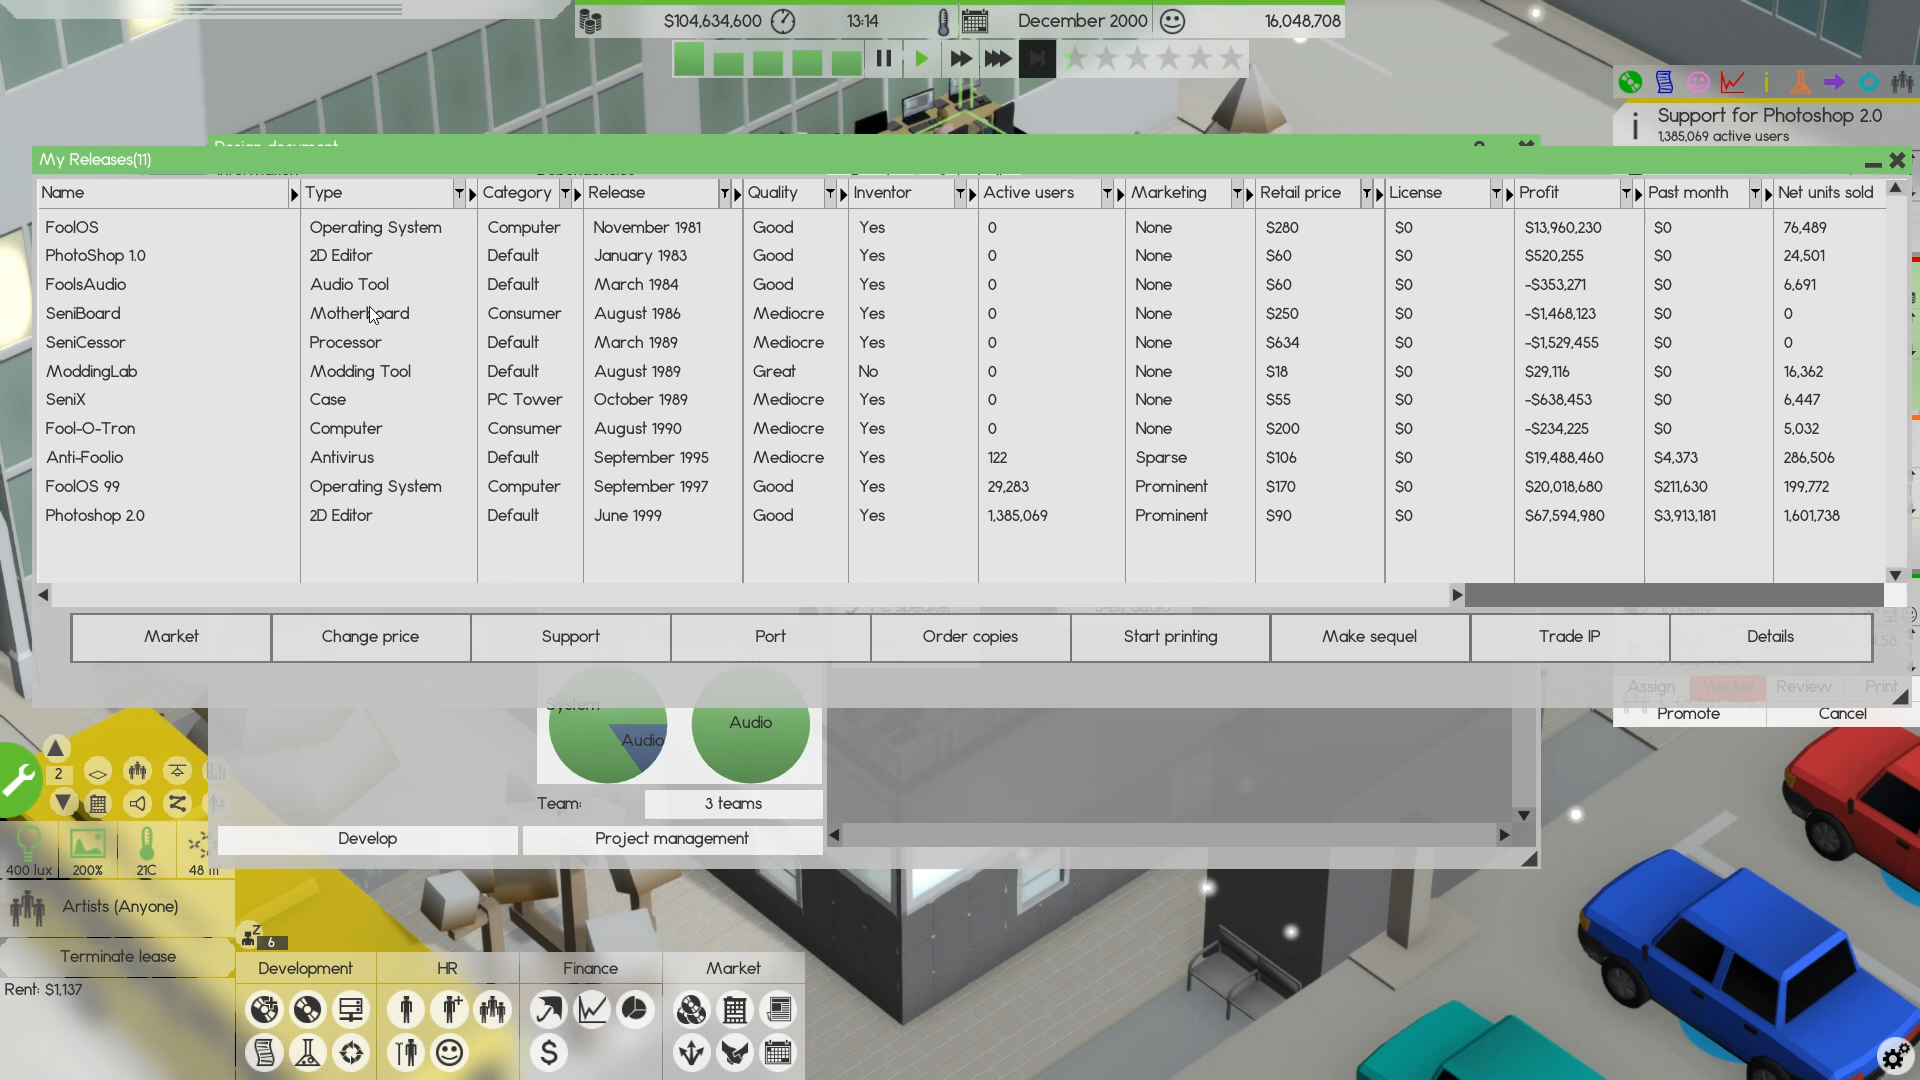 $104,634,600 13:14 December 2000 16,048,708
Support for Photoshop 2.0
1,385,069 active users
Design document
My Releases(11)
Name Type Category Release Quality Inventor Active users Marketing Retail price License Profit Past month Net units sold
FoolOS Operating System Computer November 1981 Good Yes 0 None $280 $0 $13,960,230 $0 76,489
PhotoShop 1.0 2D Editor Default January 1983 Good Yes 0 None $60 $0 $520,255 $0 24,501
FoolsAudio Audio Tool Default March 1984 Good Yes 0 None $60 $0 -$353,271 $0 6,691
SeniBoard Motherboard Consumer August 1986 Mediocre Yes 0 None $250 $0 -$1,468,123 $0 0
SeniCessor Processor Default March 1989 Mediocre Yes 0 None $634 $0 -$1,529,455 $0 0
ModdingLab Modding Tool Default August 1989 Great No 0 None $18 $0 $29,116 $0 16,362
SeniX Case PC Tower October 1989 Mediocre Yes 0 None $55 $0 -$638,453 $0 6,447
Fool-O-Tron Computer Consumer August 1990 Mediocre Yes 0 None $200 $0 -$234,225 $0 5,032
Anti-Foolio Antivirus Default September 1995 Mediocre Yes 122 Sparse $106 $0 $19,488,460 $4,373 286,506
FoolOS 99 Operating System Computer September 1997 Good Yes 29,283 Prominent $170 $0 $20,018,680 $211,630 199,772
Photoshop 2.0 2D Editor Default June 1999 Good Yes 1,385,069 Prominent $90 $0 $67,594,980 $3,913,181 1,601,738
PC speaker 8-bit audio
Market Change price Support Port Order copies Start printing Make sequel Trade IP Details
Assign Market Review Print
Promote Cancel
System Audio Audio
2
Team: 3 teams
Develop Project management
400 lux 200% 21C 48 m
Artists (Anyone)
6
Terminate lease
Development HR Finance Market
Rent: $1,137